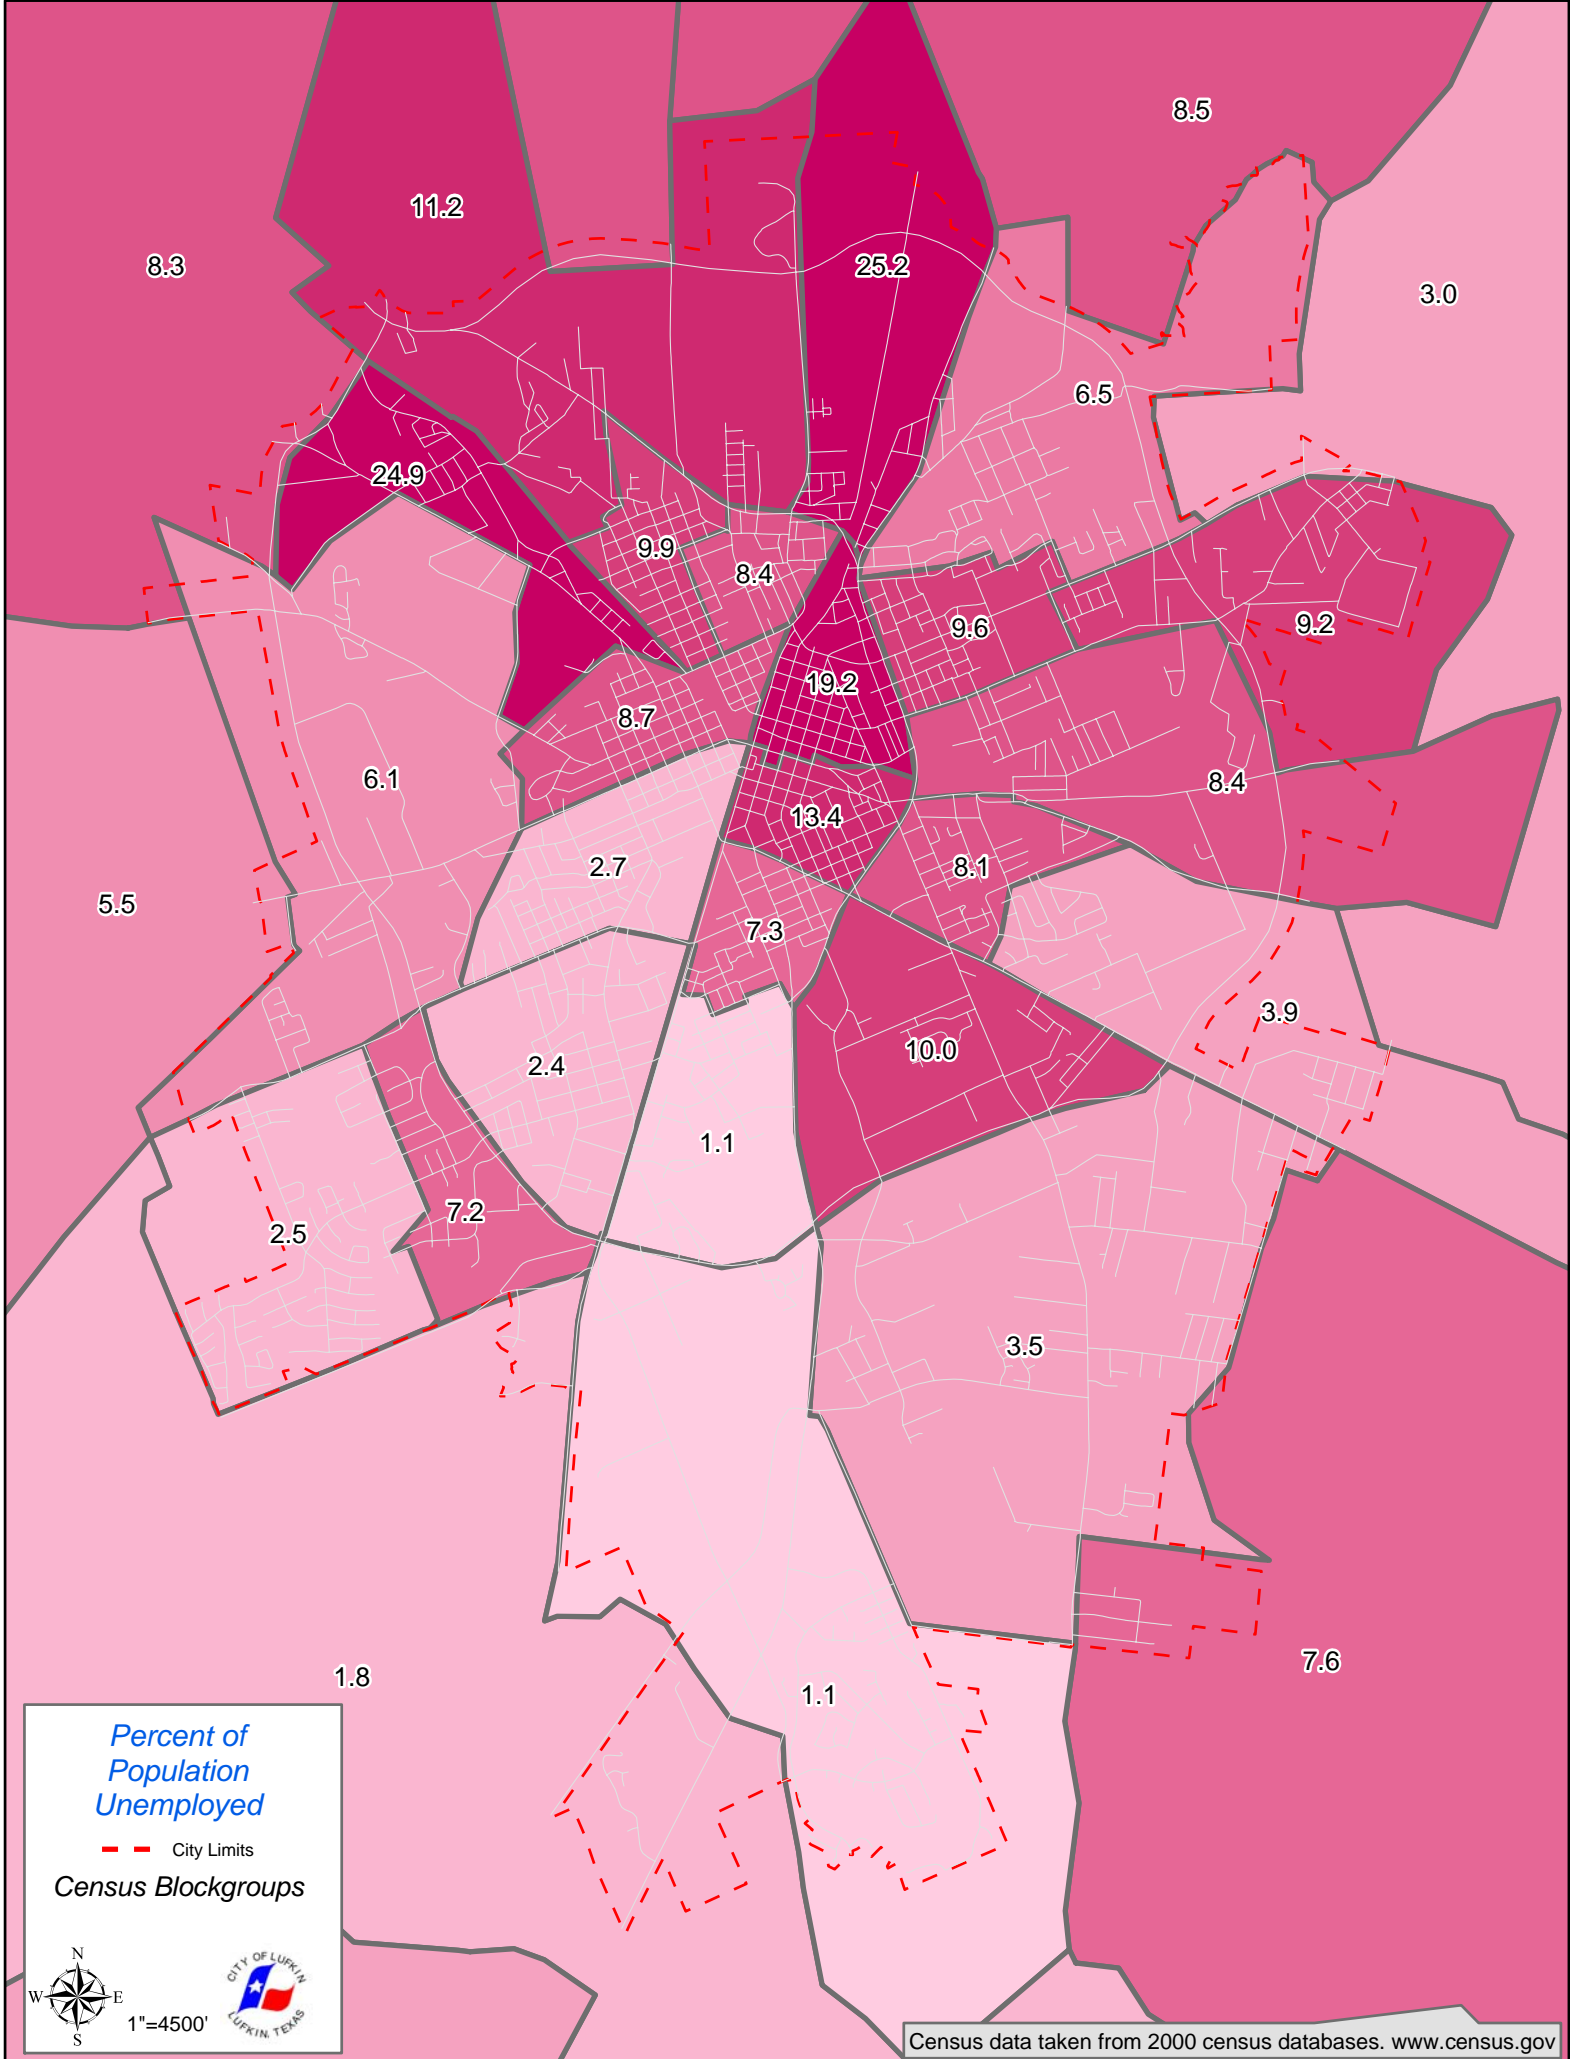 8.5
11.2
8.3
25.2
3.0
6.5
24.9
9.9
8.4
9.6
9.2
19.2
8.7
6.1
8.4
13.4
2.7
8.1
5.5
7.3
3.9
10.0
2.4
1.1
7.2
2.5
3.5
7.6
1.8
1.1
Percent of
Population
Unemployed
City Limits
Census Blockgroups
N
W E
S
1"=4500'
CITY OF LUFKIN
LUFKIN, TEXAS
Census data taken from 2000 census databases. www.census.gov